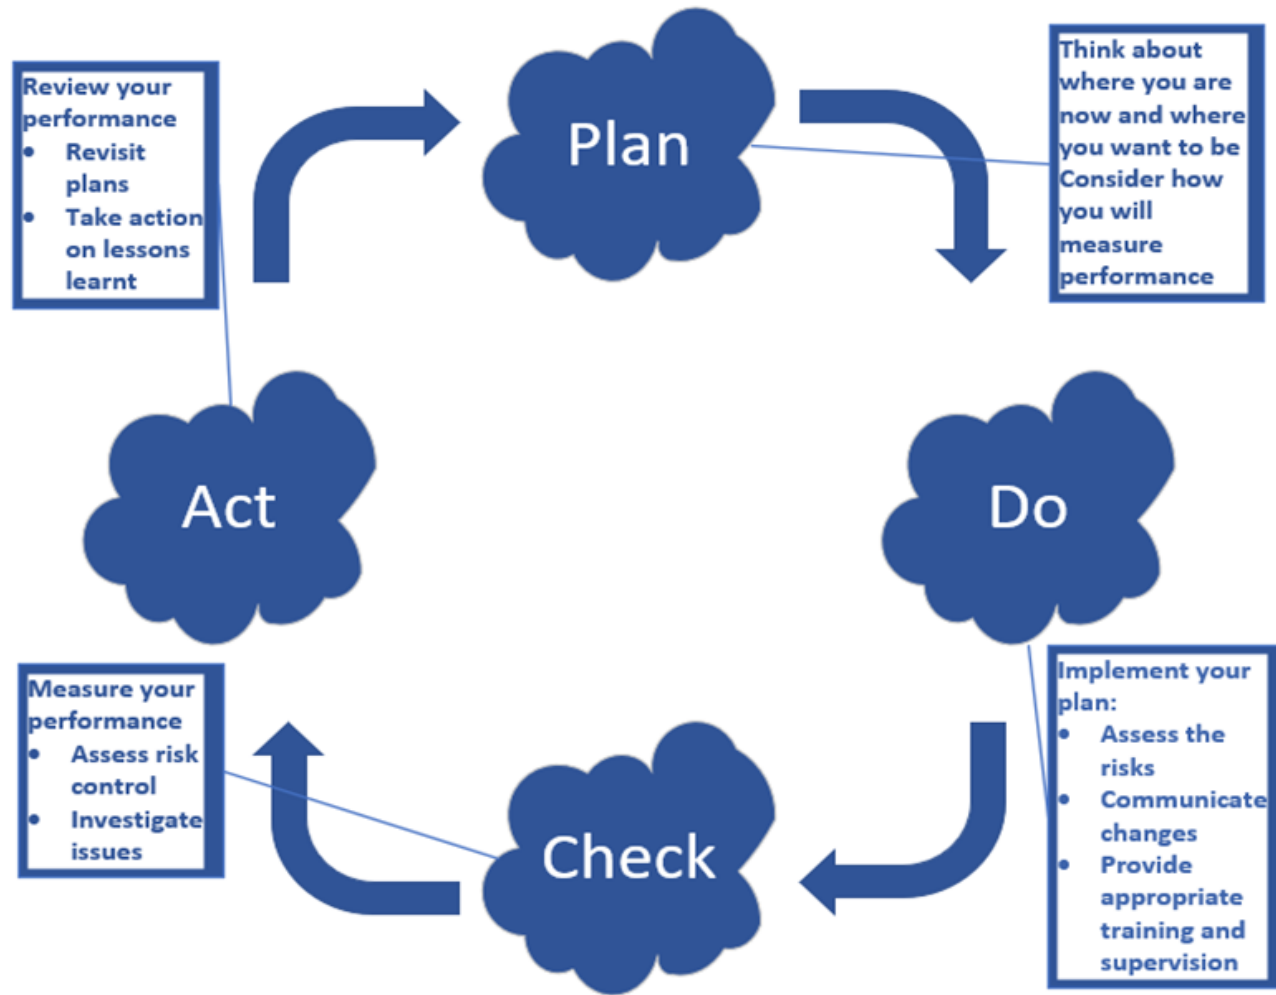 Plan
Think about
where you are
now and where
you want to be
Consider how
you will
measure
performance
Do
Implement your
plan:
• Assess the
risks
• Communicate
changes
• Provide
appropriate
training and
supervision
Check
Measure your
performance
• Assess risk
control
• Investigate
issues
Act
Review your
performance
• Revisit
plans
• Take action
on lessons
learnt